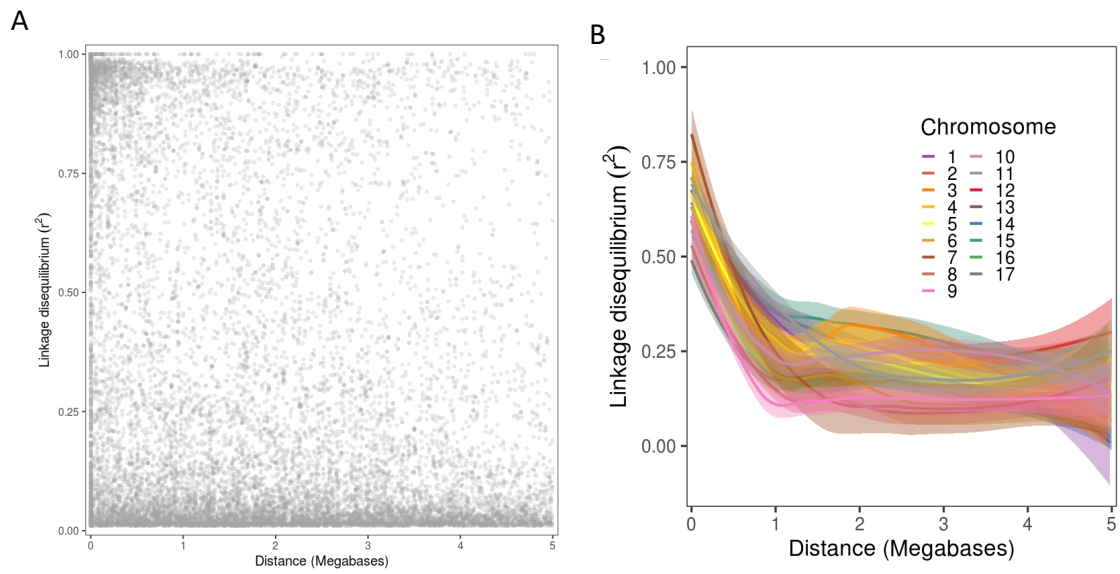 A
1.00
0.75
0.50
0.25
0.00
Linkage disequilibrium (r²)
0 1 2 3 4 5
Distance (Megabases)
B
1.00
0.75
0.50
0.25
0.00
Linkage disequilibrium (r²)
Chromosome
1 10
2 11
3 12
4 13
5 14
6 15
7 16
8 17
9
0 1 2 3 4 5
Distance (Megabases)